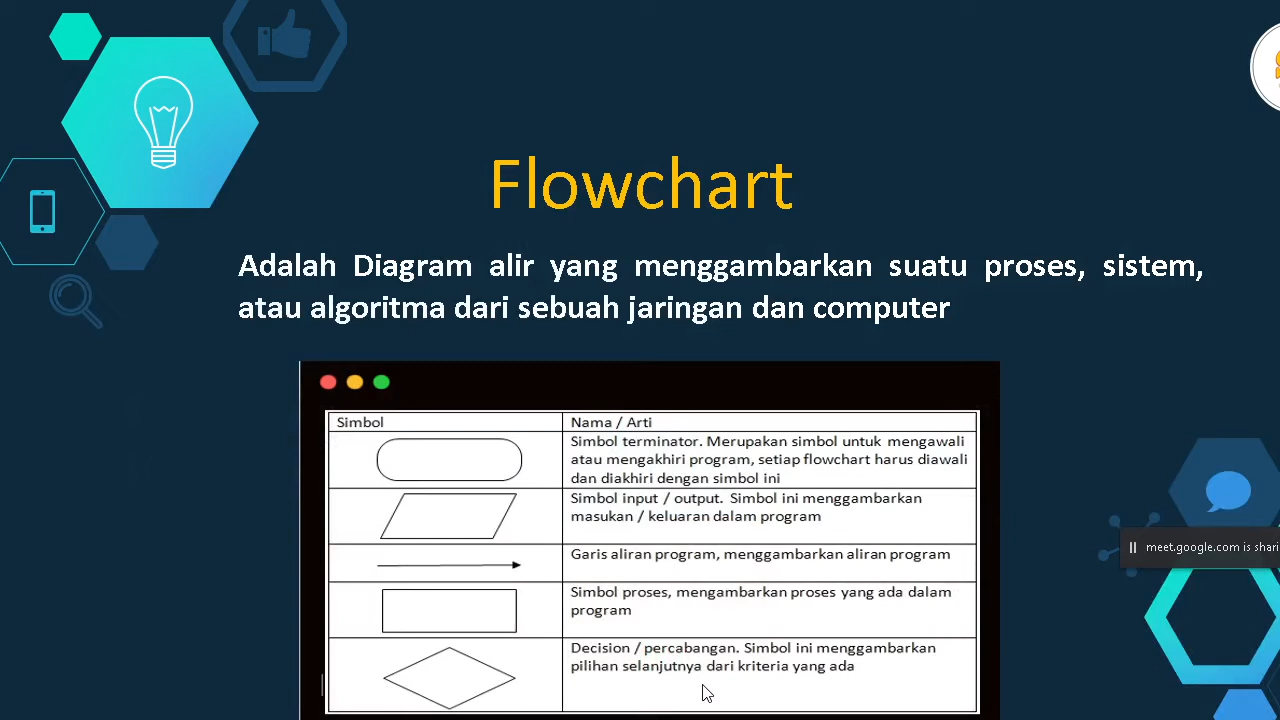 Flowchart
Adalah Diagram alir yang menggambarkan suatu proses, sistem,
atau algoritma dari sebuah jaringan dan computer
Simbol
Nama / Arti
Simbol terminator. Merupakan simbol untuk mengawali
atau mengakhiri program, setiap flowchart harus diawali
dan diakhiri dengan simbol ini
Simbol input / output. Simbol ini menggambarkan
masukan / keluaran dalam program
Garis aliran program, menggambarkan aliran program
Simbol proses, mengambarkan proses yang ada dalam
program
Decision / percabangan. Simbol ini menggambarkan
pilihan selanjutnya dari kriteria yang ada
meet.google.com is shari